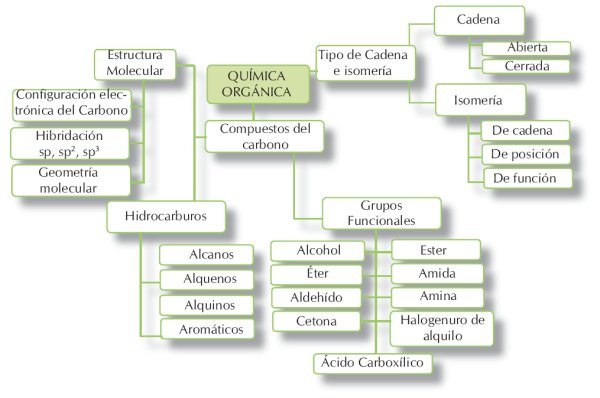 QUÍMICA
ORGÁNICA
Tipo de Cadena
e isomería
Cadena
Abierta
Cerrada
Isomería
De cadena
De posición
De función
Compuestos del
carbono
Estructura
Molecular
Configuración elec-
trónica del Carbono
Hibridación
sp, sp², sp³
Geometría
molecular
Hidrocarburos
Alcanos
Alquenos
Alquinos
Aromáticos
Grupos
Funcionales
Alcohol
Éter
Aldehído
Cetona
Ester
Amida
Amina
Halogenuro de
alquilo
Ácido Carboxílico